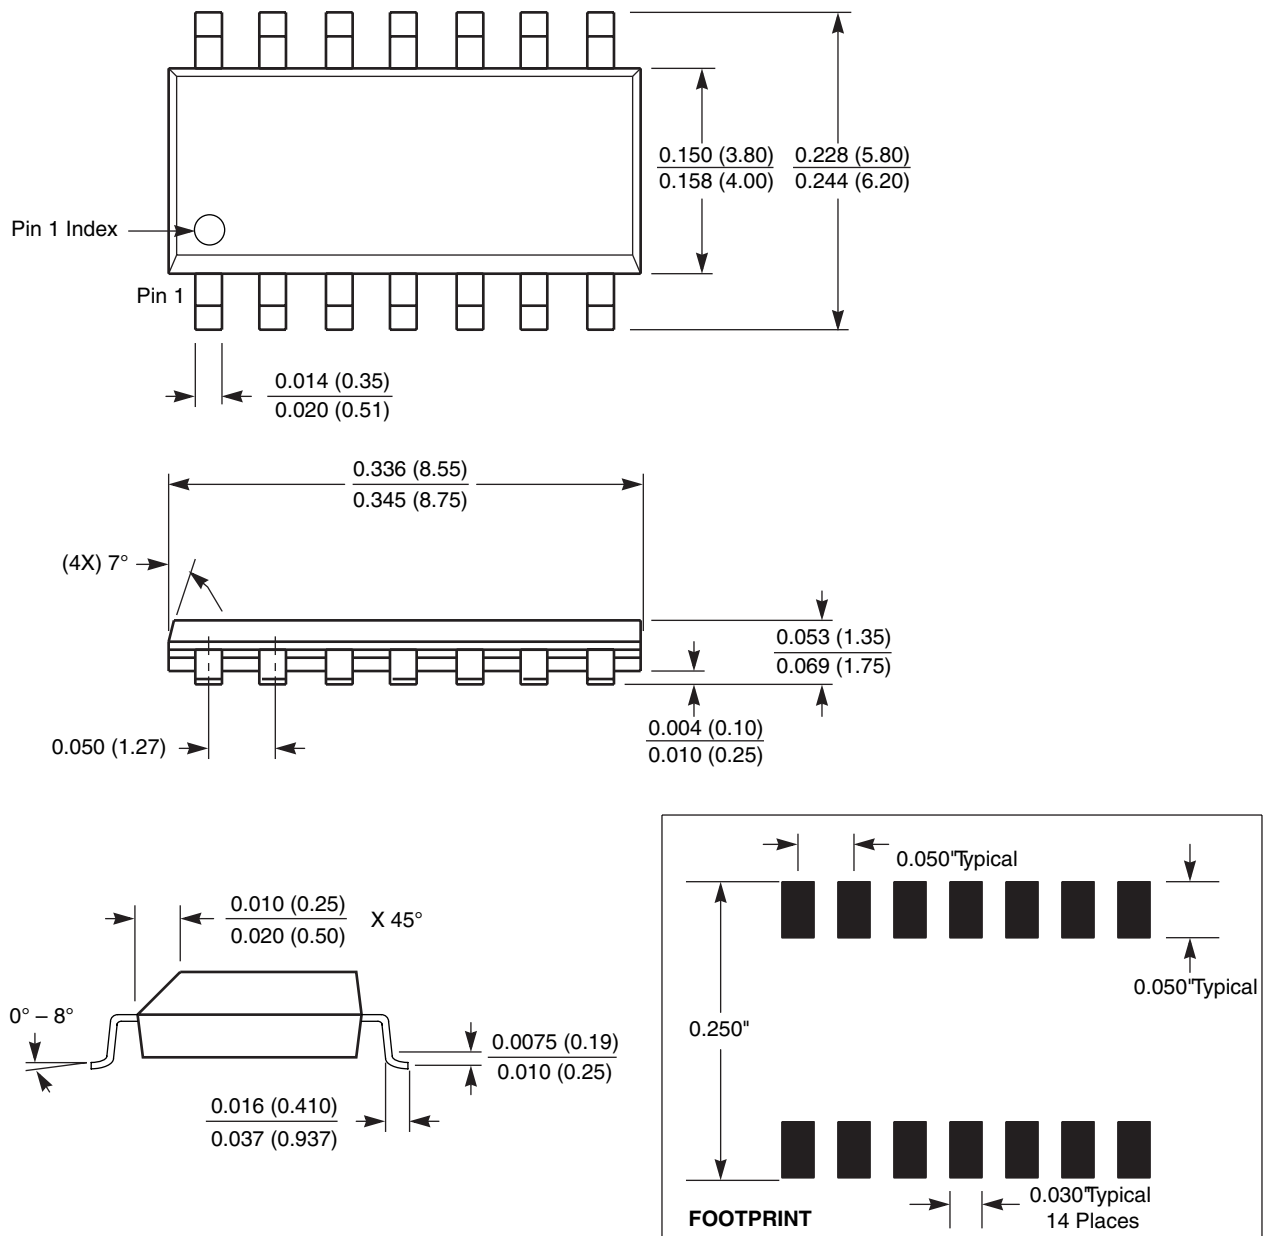 0.150 (3.80)
0.158 (4.00)
0.228 (5.80)
0.244 (6.20)
Pin 1 Index
Pin 1
0.014 (0.35)
0.020 (0.51)
0.336 (8.55)
0.345 (8.75)
(4X) 7°
0.053 (1.35)
0.069 (1.75)
0.004 (0.10)
0.010 (0.25)
0.050 (1.27)
0.010 (0.25)
0.020 (0.50)
X 45°
0° – 8°
0.0075 (0.19)
0.010 (0.25)
0.016 (0.410)
0.037 (0.937)
0.050"Typical
0.050"Typical
0.250"
0.030"Typical
14 Places
FOOTPRINT